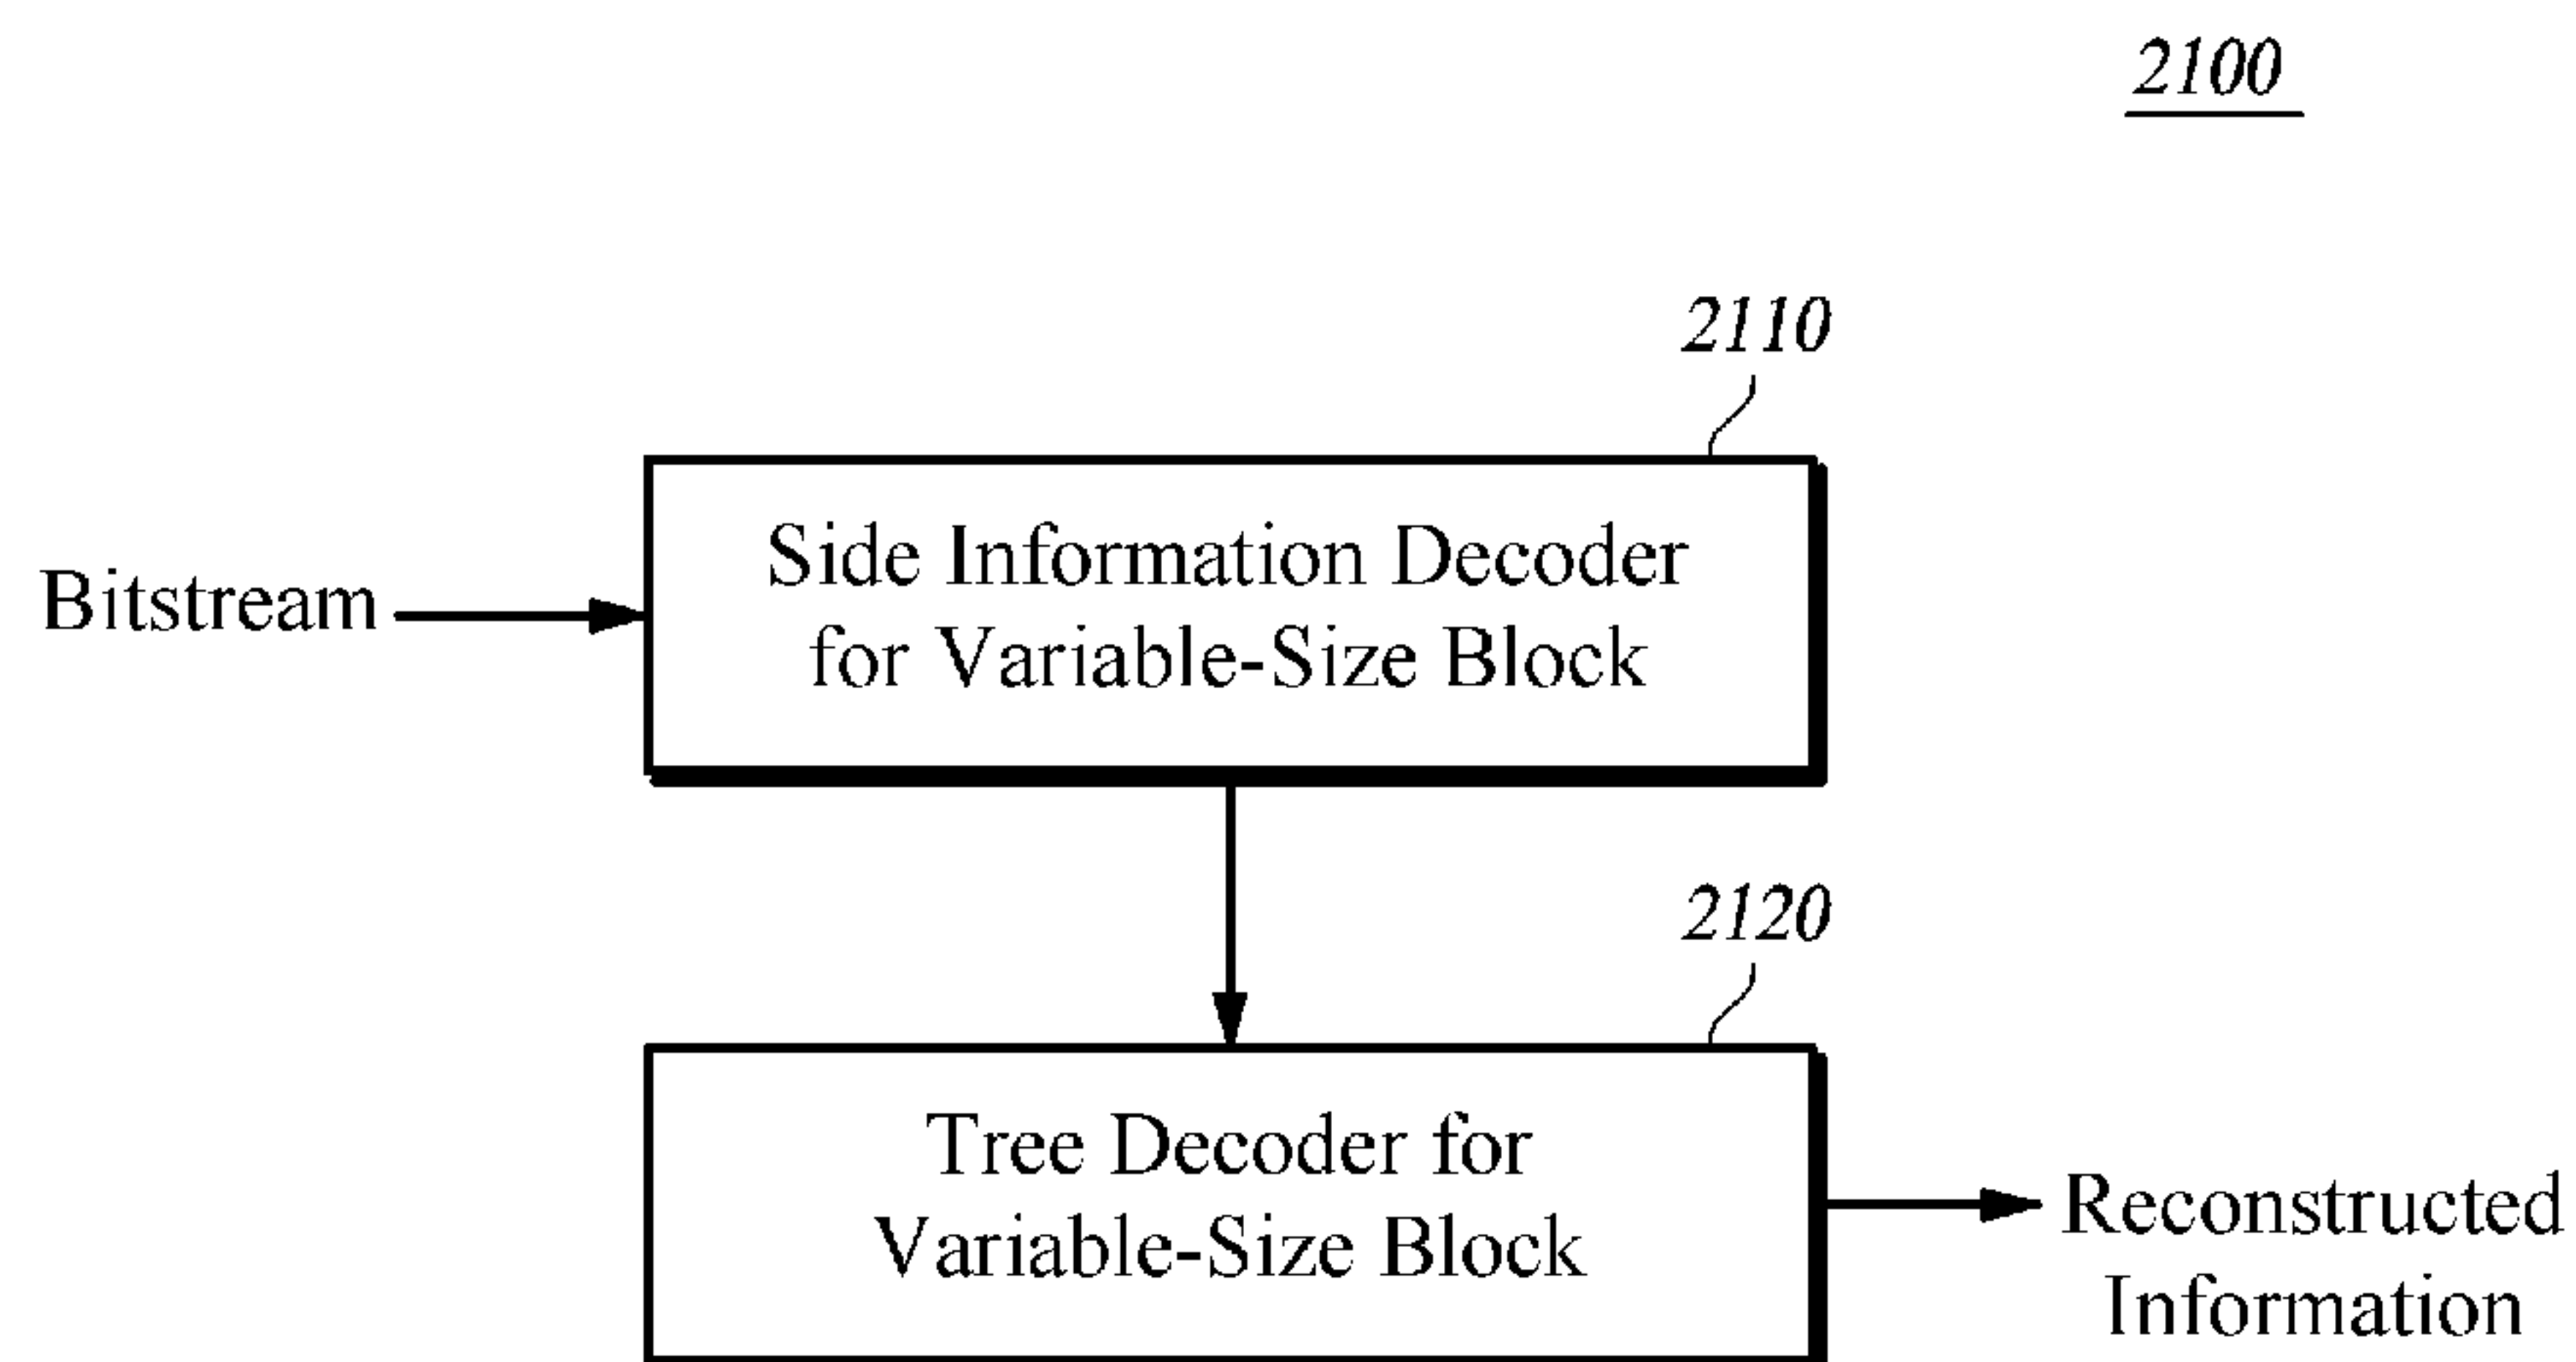 2100
2110
Side Information Decoder
for Variable-Size Block
Bitstream
2120
Tree Decoder for
Variable-Size Block
Reconstructed
Information